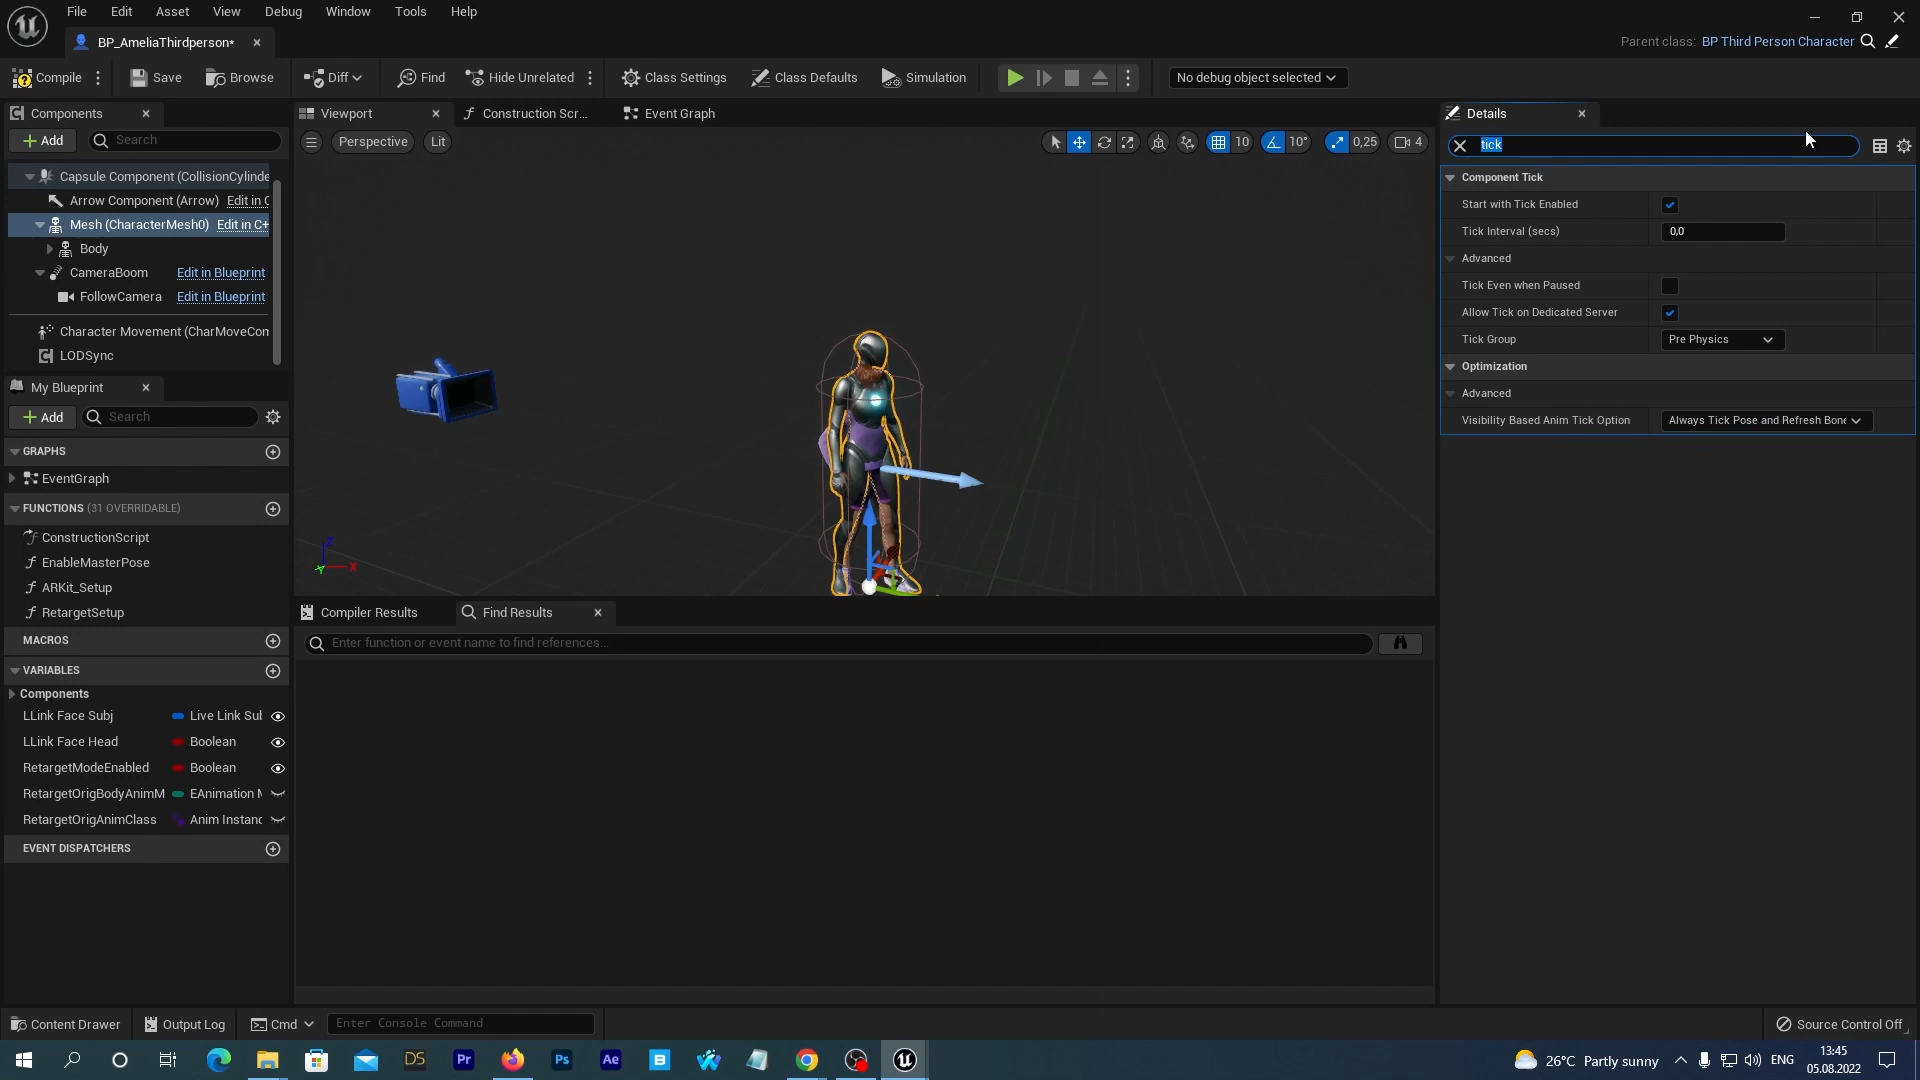 File Edit Asset View Debug Window Tools Help
BP_AmeliaThirdperson*
Parent class: BP Third Person Character
Compile Save Browse Diff Find Hide Unrelated Class Settings Class Defaults Simulation No debug object selected
Components
Add Search
Capsule Component (CollisionCylinde
Arrow Component (Arrow) Edit in C
Mesh (CharacterMesh0) Edit in C+
Body
CameraBoom Edit in Blueprint
FollowCamera Edit in Blueprint
Character Movement (CharMoveCom
LODSync
My Blueprint
Add Search
GRAPHS
EventGraph
FUNCTIONS (31 OVERRIDABLE)
ConstructionScript
EnableMasterPose
ARKit_Setup
RetargetSetup
MACROS
VARIABLES
Components
LLink Face Subj Live Link Sul
LLink Face Head Boolean
RetargetModeEnabled Boolean
RetargetOrigBodyAnimM EAnimation M
RetargetOrigAnimClass Anim Instanc
EVENT DISPATCHERS
Viewport Construction Scr... Event Graph
Perspective Lit 10 10° 0,25 4
Z
X
Compiler Results Find Results
Enter function or event name to find references...
Details
tick
Component Tick
Start with Tick Enabled
Tick Interval (secs) 0,0
Advanced
Tick Even when Paused
Allow Tick on Dedicated Server
Tick Group Pre Physics
Optimization
Advanced
Visibility Based Anim Tick Option Always Tick Pose and Refresh Bone
Content Drawer Output Log Cmd Enter Console Command Source Control Off
DS Pr Ps Ae B 26°C Partly sunny ENG 13:45
05.08.2022